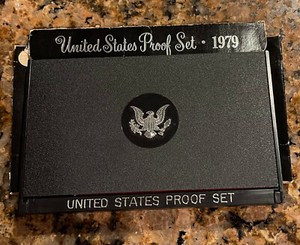 United States Proof Set · 1979
UNITED STATES PROOF SET